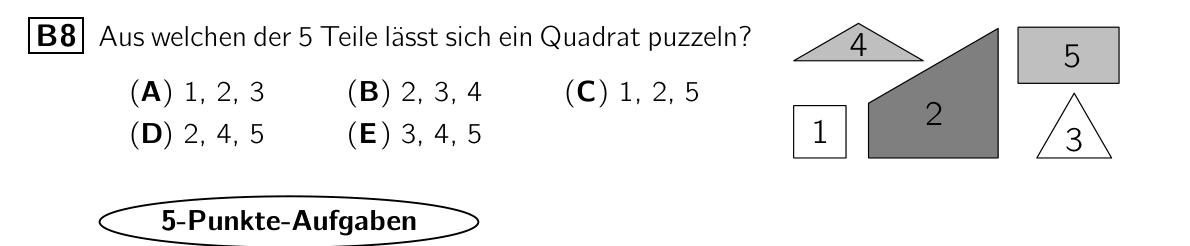 B8 Aus welchen der 5 Teile lässt sich ein Quadrat puzzeln?
(A) 1, 2, 3 (B) 2, 3, 4 (C) 1, 2, 5
(D) 2, 4, 5 (E) 3, 4, 5
4
5
1
2
3
5-Punkte-Aufgaben